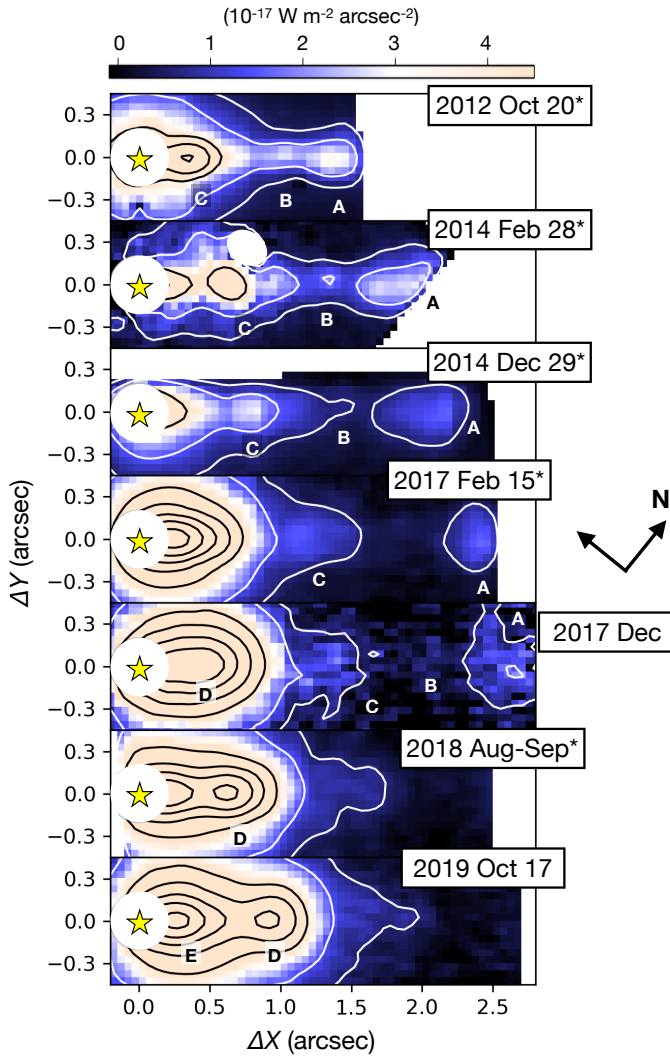 (10⁻¹⁷ W m⁻² arcsec⁻²)
0 1 2 3 4
2012 Oct 20*
0.3
0.0
−0.3
C B A
2014 Feb 28*
0.3
0.0
−0.3
C B A
2014 Dec 29*
0.3
0.0
−0.3
C B A
2017 Feb 15*
0.3
0.0
−0.3
C A
N
ΔY (arcsec)
2017 Dec
0.3
0.0
−0.3
D C B A
2018 Aug-Sep*
0.3
0.0
−0.3
D
2019 Oct 17
0.3
0.0
−0.3
E D
0.0 0.5 1.0 1.5 2.0 2.5
ΔX (arcsec)